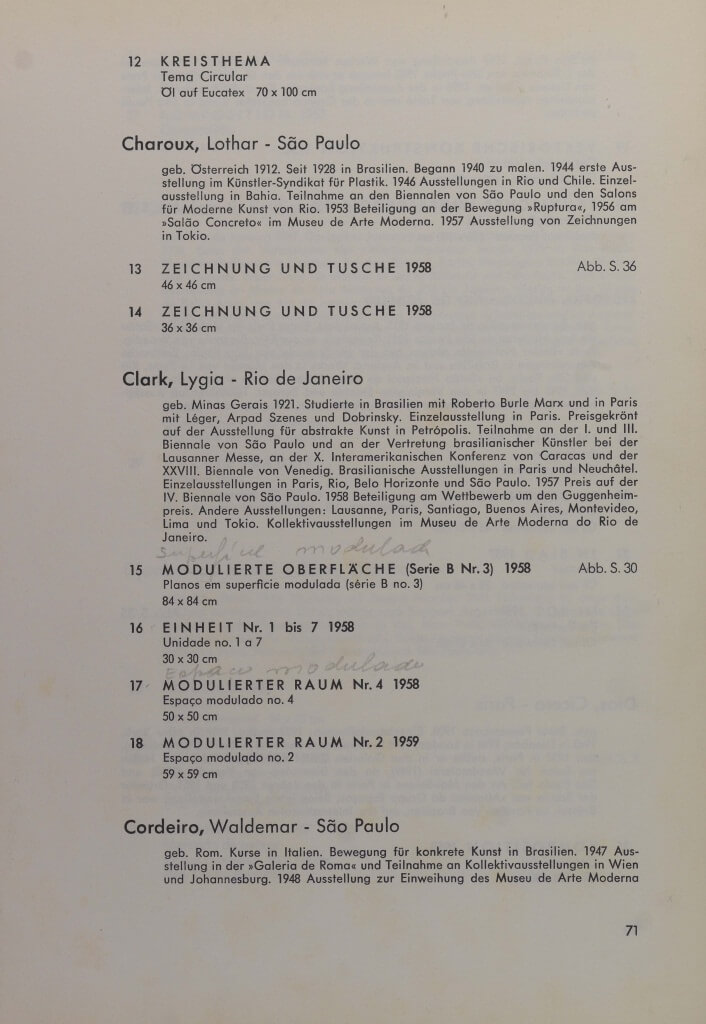 12 KREISTHEMA
Tema Circular
Öl auf Eucatex 70 x 100 cm
Charoux, Lothar - São Paulo
geb. Österreich 1912. Seit 1928 in Brasilien. Begann 1940 zu malen. 1944 erste Aus-
stellung im Künstler-Syndikat für Plastik. 1946 Ausstellungen in Rio und Chile. Einzel-
ausstellung in Bahia. Teilnahme an den Biennalen von São Paulo und den Salons
für Moderne Kunst von Rio. 1953 Beteiligung an der Bewegung »Ruptura«, 1956 am
»Salão Concreto« im Museu de Arte Moderna. 1957 Ausstellung von Zeichnungen
in Tokio.
13 ZEICHNUNG UND TUSCHE 1958 Abb. S. 36
46 x 46 cm
14 ZEICHNUNG UND TUSCHE 1958
36 x 36 cm
Clark, Lygia - Rio de Janeiro
geb. Minas Gerais 1921. Studierte in Brasilien mit Roberto Burle Marx und in Paris
mit Léger, Arpad Szenes und Dobrinsky. Einzelausstellung in Paris. Preisgekrönt
auf der Ausstellung für abstrakte Kunst in Petrópolis. Teilnahme an der I. und III.
Biennale von São Paulo und an der Vertretung brasilianischer Künstler bei der
Lausanner Messe, an der X. Interamerikanischen Konferenz von Caracas und der
XXVIII. Biennale von Venedig. Brasilianische Ausstellungen in Paris und Neuchâtel.
Einzelausstellungen in Paris, Rio, Belo Horizonte und São Paulo. 1957 Preis auf der
IV. Biennale von São Paulo. 1958 Beteiligung am Wettbewerb um den Guggenheim-
preis. Andere Ausstellungen: Lausanne, Paris, Santiago, Buenos Aires, Montevideo,
Lima und Tokio. Kollektivausstellungen im Museu de Arte Moderna do Rio de
Janeiro.
modulad
15 MODULIERTE OBERFLÄCHE (Serie B Nr. 3) 1958 Abb. S. 30
Planos em superficie modulada (série B no. 3)
84 x 84 cm
16 EINHEIT Nr. 1 bis 7 1958
Unidade no. 1 a 7
30 x 30 cm
Espaco modulado
17 MODULIERTER RAUM Nr. 4 1958
Espaço modulado no. 4
50 x 50 cm
18 MODULIERTER RAUM Nr. 2 1959
Espaço modulado no. 2
59 x 59 cm
Cordeiro, Waldemar - São Paulo
geb. Rom. Kurse in Italien. Bewegung für konkrete Kunst in Brasilien. 1947 Aus-
stellung in der »Galeria de Roma« und Teilnahme an Kollektivausstellungen in Wien
und Johannesburg. 1948 Ausstellung zur Einweihung des Museu de Arte Moderna
71